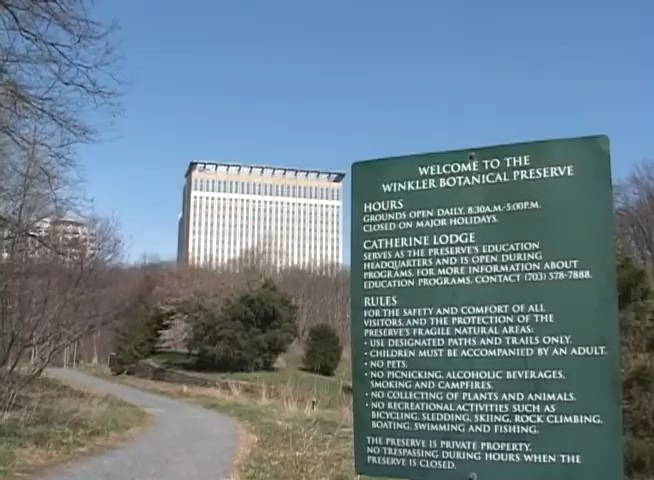 WELCOME TO THE
WINKLER BOTANICAL PRESERVE
HOURS
GROUNDS OPEN DAILY, 8:30A.M.-5:00P.M.
CLOSED ON MAJOR HOLIDAYS.
CATHERINE LODGE
SERVES AS THE PRESERVE'S EDUCATION
HEADQUARTERS AND IS OPEN DURING
PROGRAMS. FOR MORE INFORMATION ABOUT
EDUCATION PROGRAMS, CONTACT (703) 578-7888.
RULES
FOR THE SAFETY AND COMFORT OF ALL
VISITORS, AND THE PROTECTION OF THE
PRESERVE'S FRAGILE NATURAL AREAS:
• USE DESIGNATED PATHS AND TRAILS ONLY.
• CHILDREN MUST BE ACCOMPANIED BY AN ADULT.
• NO PETS.
• NO PICNICKING, ALCOHOLIC BEVERAGES,
SMOKING AND CAMPFIRES.
• NO COLLECTING OF PLANTS AND ANIMALS.
• NO RECREATIONAL ACTIVITIES SUCH AS
BICYCLING, SLEDDING, SKIING, ROCK CLIMBING,
BOATING, SWIMMING AND FISHING.
THE PRESERVE IS PRIVATE PROPERTY.
NO TRESPASSING DURING HOURS WHEN THE
PRESERVE IS CLOSED.